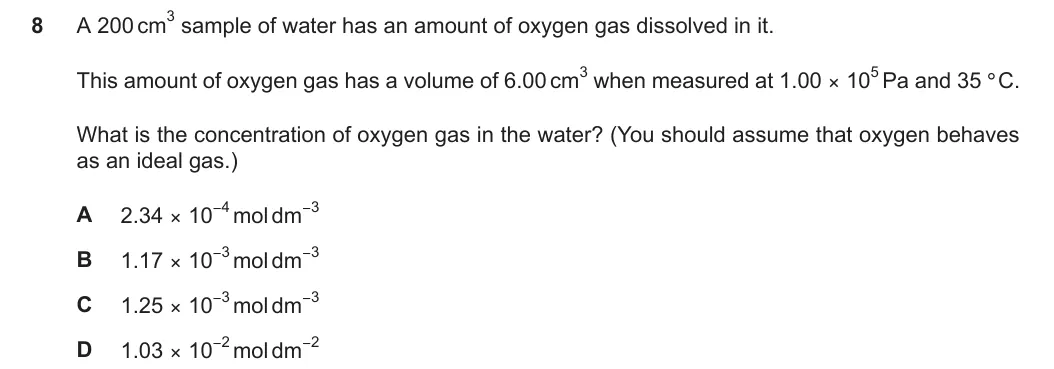 8 A 200 cm³ sample of water has an amount of oxygen gas dissolved in it.
This amount of oxygen gas has a volume of 6.00 cm³ when measured at 1.00 × 10⁵ Pa and 35 °C.
What is the concentration of oxygen gas in the water? (You should assume that oxygen behaves
as an ideal gas.)
A 2.34 × 10⁻⁴ mol dm⁻³
B 1.17 × 10⁻³ mol dm⁻³
C 1.25 × 10⁻³ mol dm⁻³
D 1.03 × 10⁻² mol dm⁻²